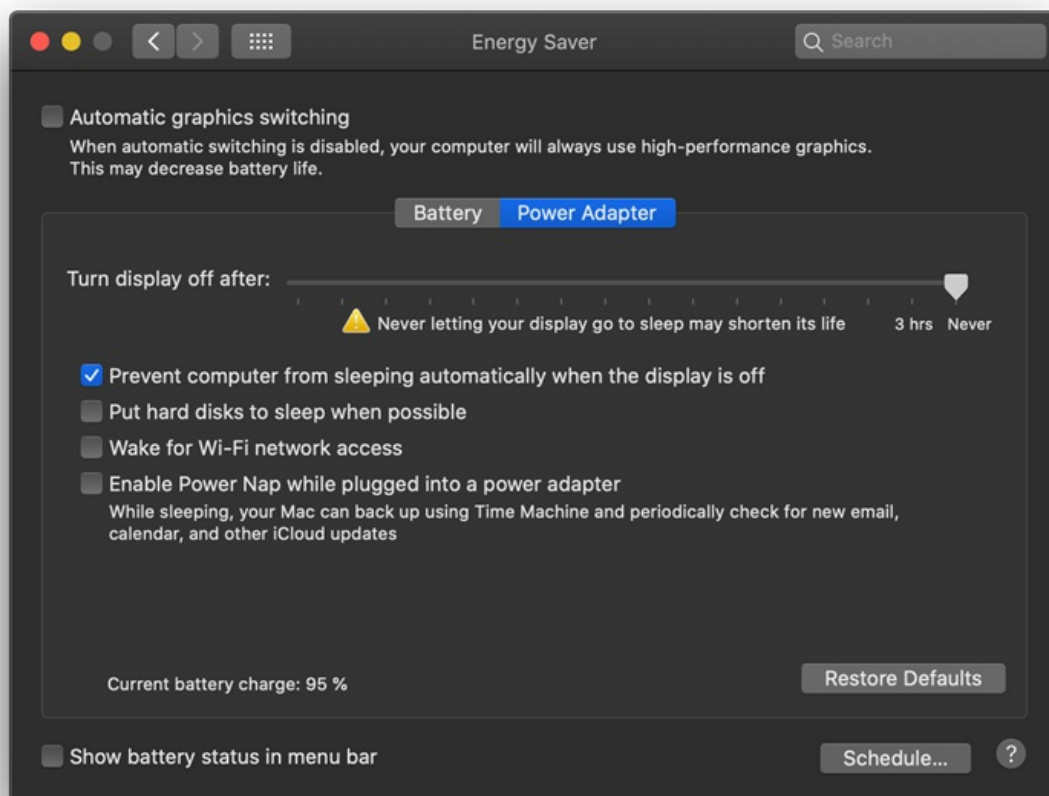 Energy Saver
Search
Automatic graphics switching
When automatic switching is disabled, your computer will always use high-performance graphics.
This may decrease battery life.
Battery
Power Adapter
Turn display off after:
Never letting your display go to sleep may shorten its life
3 hrs
Never
Prevent computer from sleeping automatically when the display is off
Put hard disks to sleep when possible
Wake for Wi-Fi network access
Enable Power Nap while plugged into a power adapter
While sleeping, your Mac can back up using Time Machine and periodically check for new email,
calendar, and other iCloud updates
Current battery charge: 95 %
Restore Defaults
Show battery status in menu bar
Schedule...
?